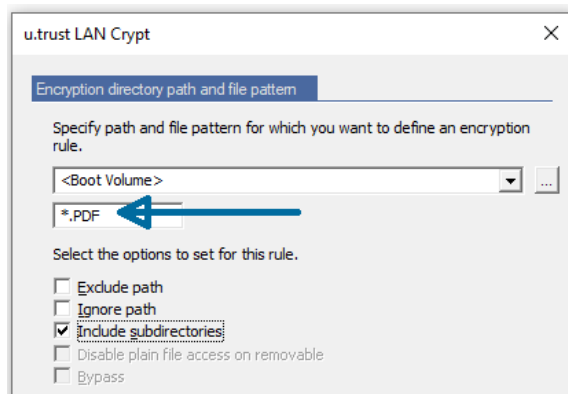 u.trust LAN Crypt
Encryption directory path and file pattern
Specify path and file pattern for which you want to define an encryption
rule.
<Boot Volume>
...
*.PDF
Select the options to set for this rule.
Exclude path
Ignore path
Include subdirectories
Disable plain file access on removable
Bypass